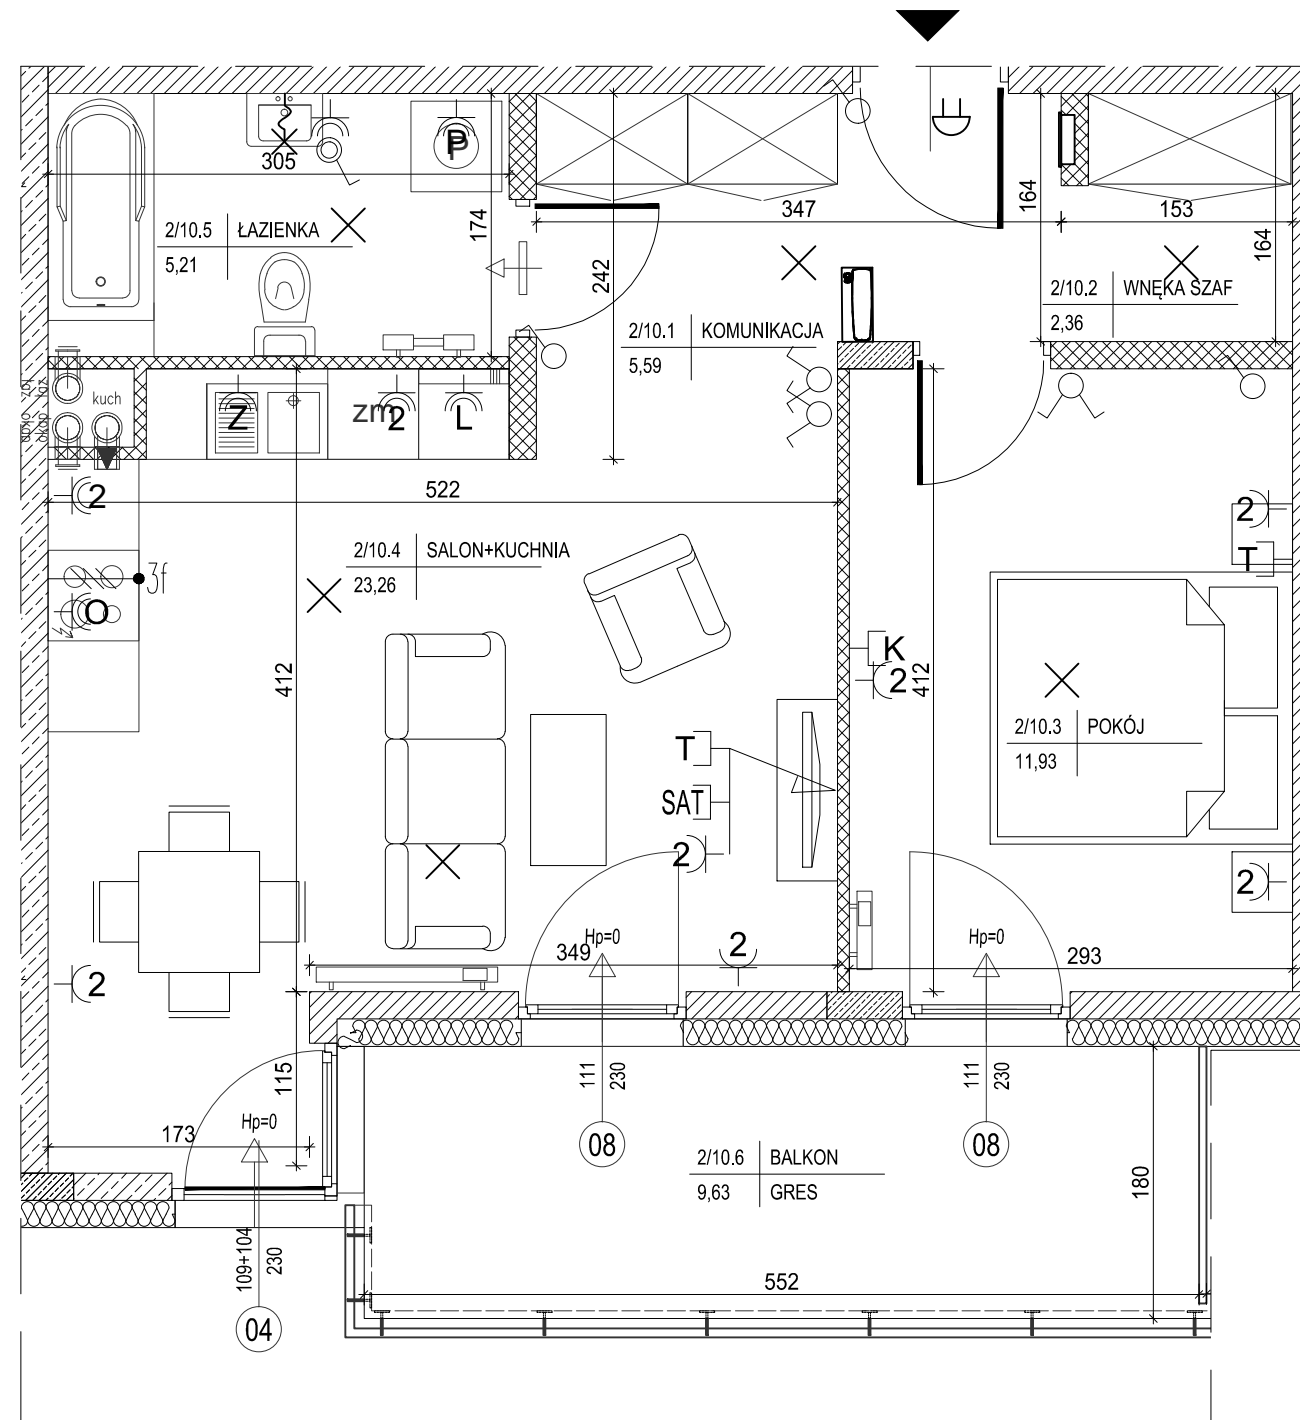 P
P
305
2/10.5 ŁAZIENKA
5,21
174
347
242
164
153
164
2/10.1 KOMUNIKACJA
5,59
2/10.2 WNĘKA SZAF
2,36
kuch
Z
zm
2
L
2
522
2/10.4 SALON+KUCHNIA
23,26
3f
O
412
2
T
K
2
412
2/10.3 POKÓJ
11,93
T
SAT
2
2
2
2
Hp=0
349
Hp=0
293
115
111
230
111
230
Hp=0
173
08
08
2/10.6 BALKON
9,63 GRES
180
109+104
230
552
04